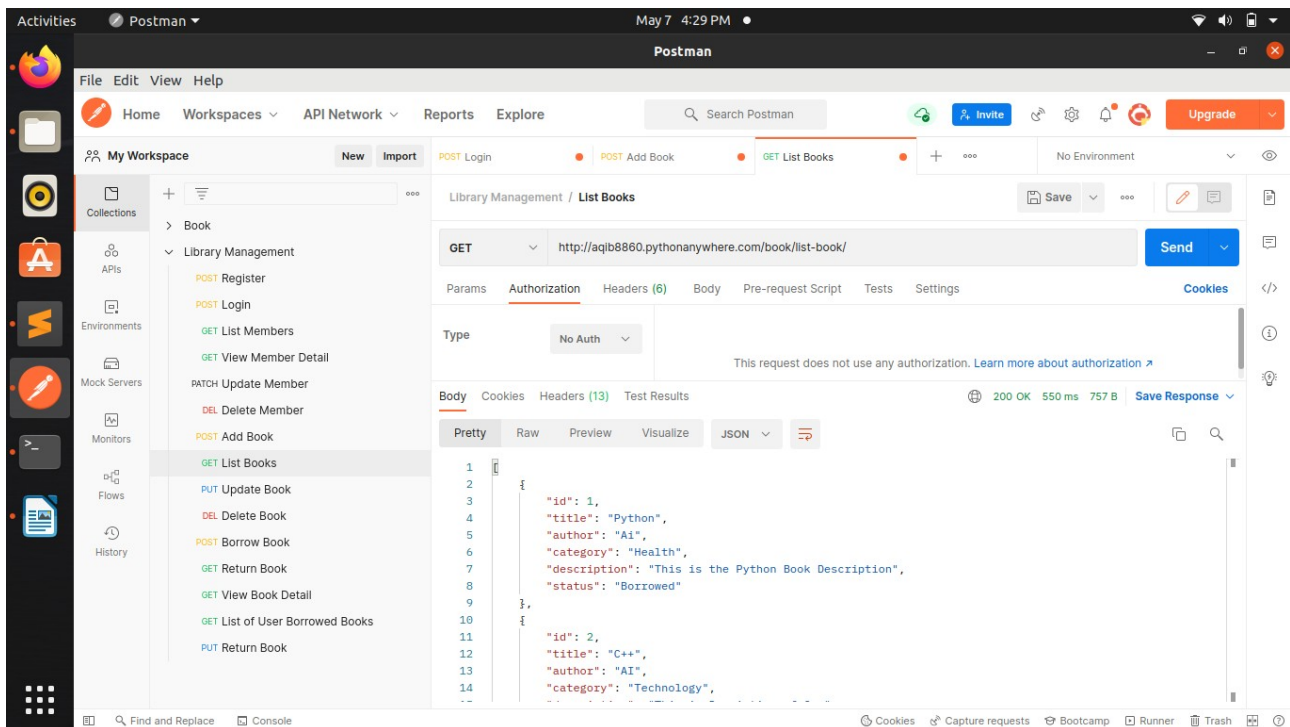 Activities Postman May 7 4:29 PM
Postman
File Edit View Help
Home Workspaces API Network Reports Explore Search Postman Invite Upgrade
My Workspace New Import POST Login POST Add Book GET List Books No Environment
Collections
APIs
Environments
Mock Servers
Monitors
Flows
History
Book
Library Management
POST Register
POST Login
GET List Members
GET View Member Detail
PATCH Update Member
DEL Delete Member
POST Add Book
GET List Books
PUT Update Book
DEL Delete Book
POST Borrow Book
GET Return Book
GET View Book Detail
GET List of User Borrowed Books
PUT Return Book
Library Management / List Books Save
GET http://aqib8860.pythonanywhere.com/book/list-book/ Send
Params Authorization Headers (6) Body Pre-request Script Tests Settings Cookies
Type No Auth
This request does not use any authorization. Learn more about authorization
Body Cookies Headers (13) Test Results 200 OK 550 ms 757 B Save Response
Pretty Raw Preview Visualize JSON
1 [
2 {
3 "id": 1,
4 "title": "Python",
5 "author": "Ai",
6 "category": "Health",
7 "description": "This is the Python Book Description",
8 "status": "Borrowed"
9 },
10 {
11 "id": 2,
12 "title": "C++",
13 "author": "AI",
14 "category": "Technology",
Find and Replace Console Cookies Capture requests Bootcamp Runner Trash